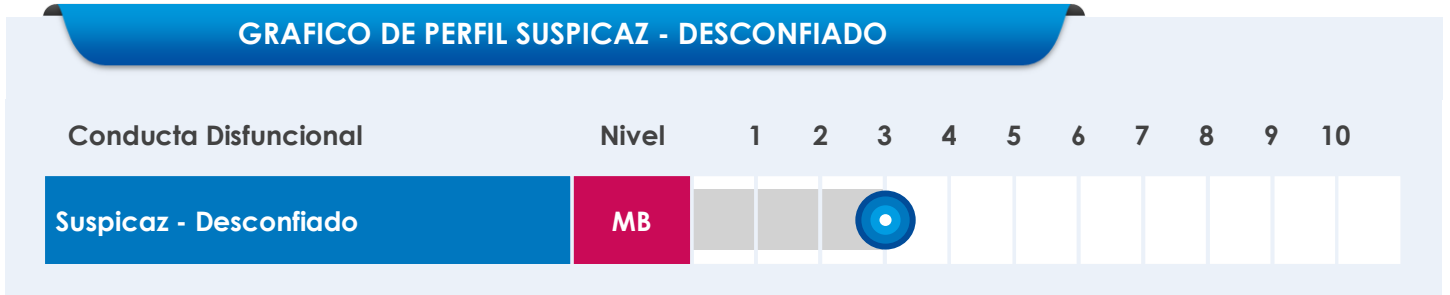 GRAFICO DE PERFIL SUSPICAZ - DESCONFIADO
Conducta Disfuncional Nivel 1 2 3 4 5 6 7 8 9 10
Suspicaz - Desconfiado MB